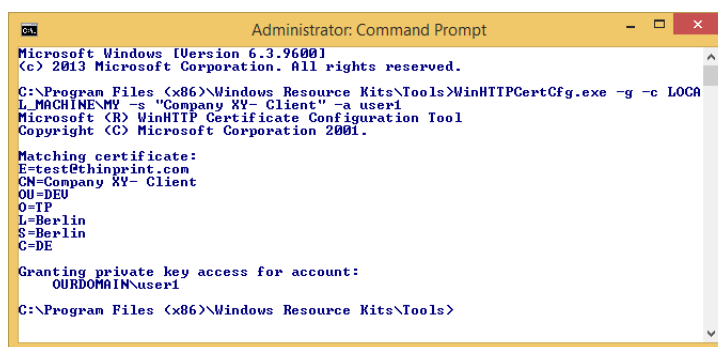 Administrator: Command Prompt
Microsoft Windows [Version 6.3.9600]
(c) 2013 Microsoft Corporation. All rights reserved.
C:\Program Files (x86)\Windows Resource Kits\Tools>WinHTTPCertCfg.exe -g -c LOCA
L_MACHINE\MY -s "Company XY- Client" -a user1
Microsoft (R) WinHTTP Certificate Configuration Tool
Copyright (C) Microsoft Corporation 2001.
Matching certificate:
E=test@thinprint.com
CN=Company XY- Client
OU=DEV
O=TP
L=Berlin
S=Berlin
C=DE
Granting private key access for account:
OURDOMAIN\user1
C:\Program Files (x86)\Windows Resource Kits\Tools>